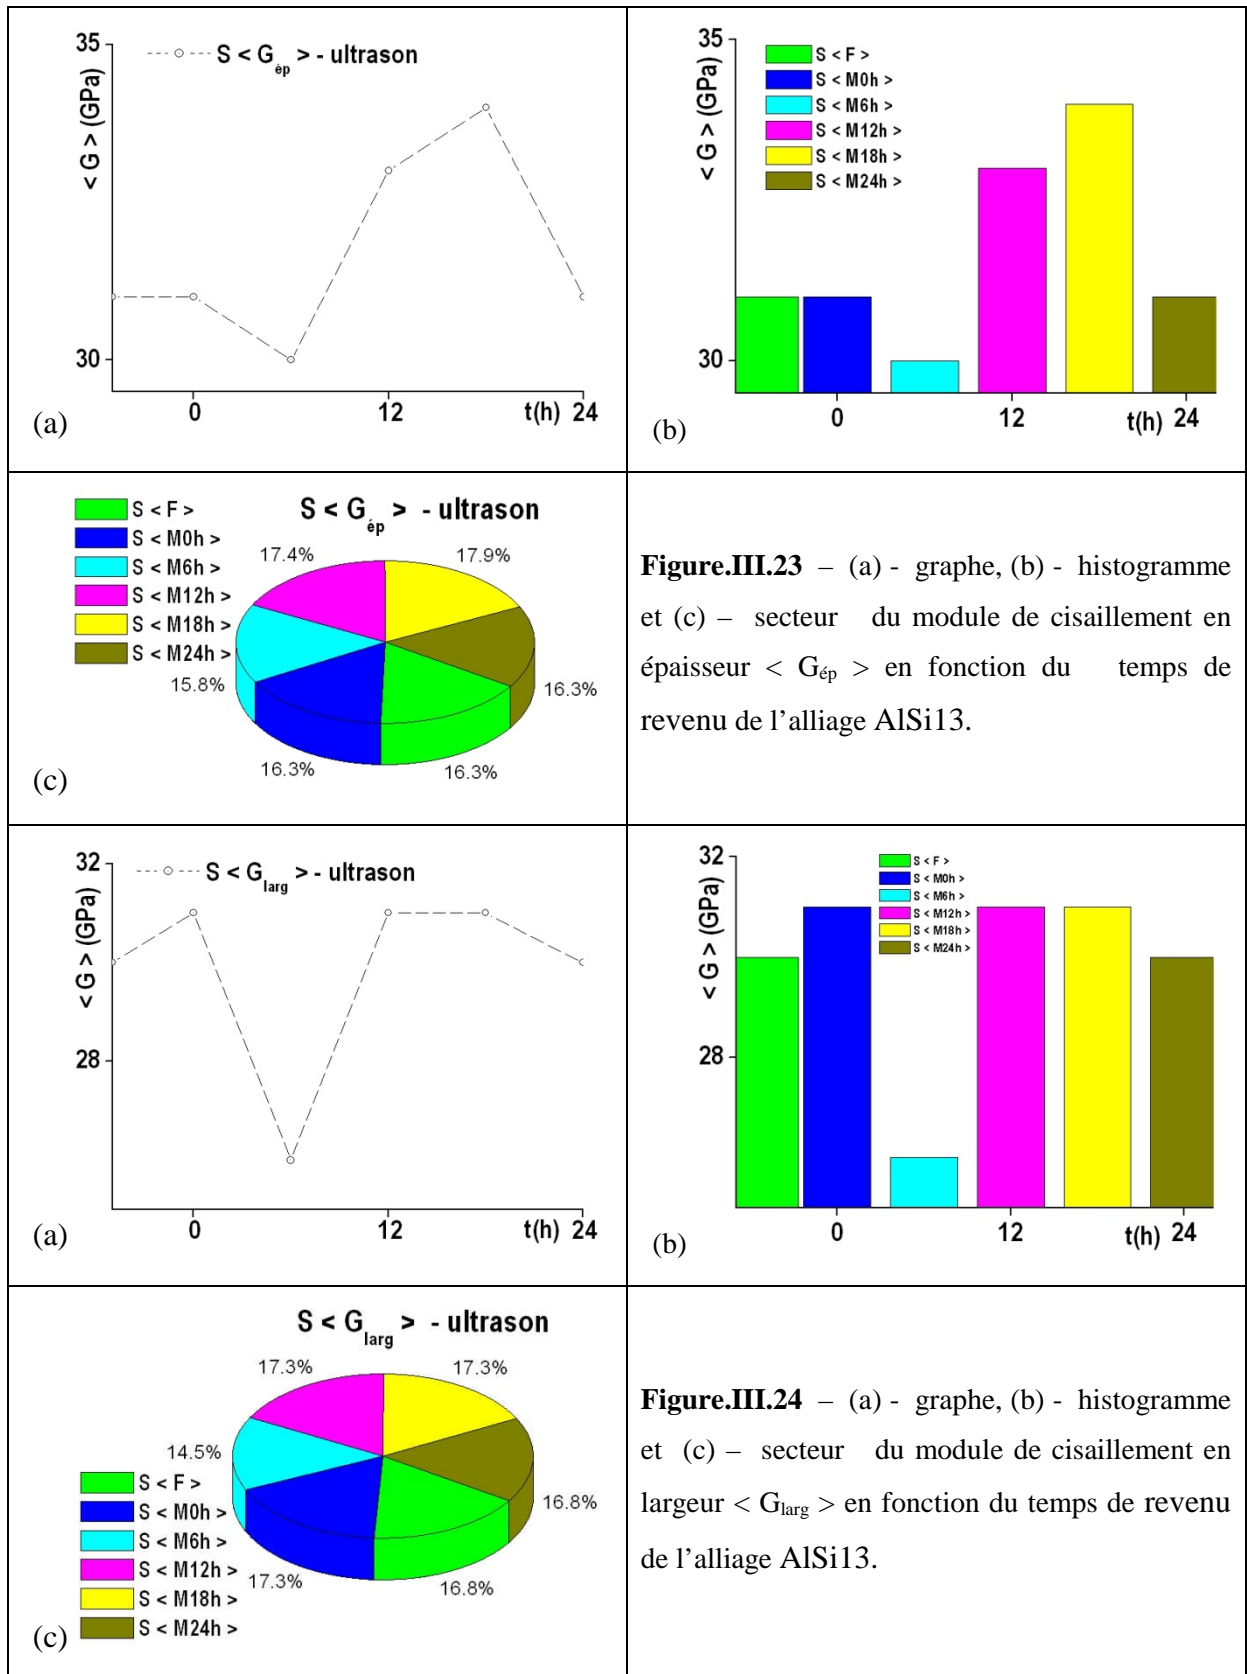 35
S < Gép > - ultrason
< G > (GPa)
30
0
12
t(h) 24
(a)
35
< G > (GPa)
S < F >
S < M0h >
S < M6h >
S < M12h >
S < M18h >
S < M24h >
30
0
12
t(h) 24
(b)
S < F >
S < M0h >
S < M6h >
S < M12h >
S < M18h >
S < M24h >
S < Gép > - ultrason
17.4%
17.9%
15.8%
16.3%
16.3%
16.3%
(c)
Figure.III.23 – (a) - graphe, (b) - histogramme
et (c) – secteur du module de cisaillement en
épaisseur < Gép > en fonction du temps de
revenu de l’alliage AlSi13.
32
S < Glarg > - ultrason
< G > (GPa)
28
0
12
t(h) 24
(a)
32
< G > (GPa)
S < F >
S < M0h >
S < M6h >
S < M12h >
S < M18h >
S < M24h >
28
0
12
t(h) 24
(b)
S < Glarg > - ultrason
17.3%
17.3%
14.5%
16.8%
17.3%
16.8%
S < F >
S < M0h >
S < M6h >
S < M12h >
S < M18h >
S < M24h >
(c)
Figure.III.24 – (a) - graphe, (b) - histogramme
et (c) – secteur du module de cisaillement en
largeur < Glarg > en fonction du temps de revenu
de l’alliage AlSi13.